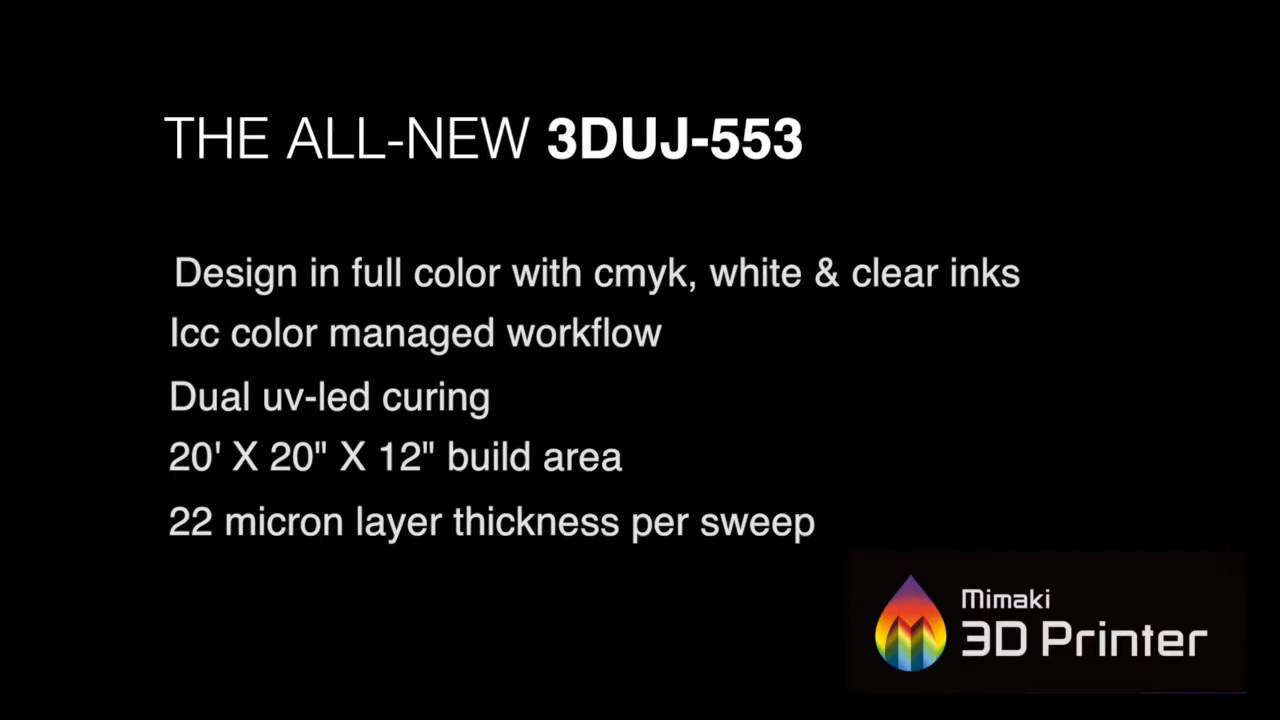 THE ALL-NEW 3DUJ-553
Design in full color with cmyk, white & clear inks
Icc color managed workflow
Dual uv-led curing
20' X 20" X 12" build area
22 micron layer thickness per sweep
Mimaki
3D Printer